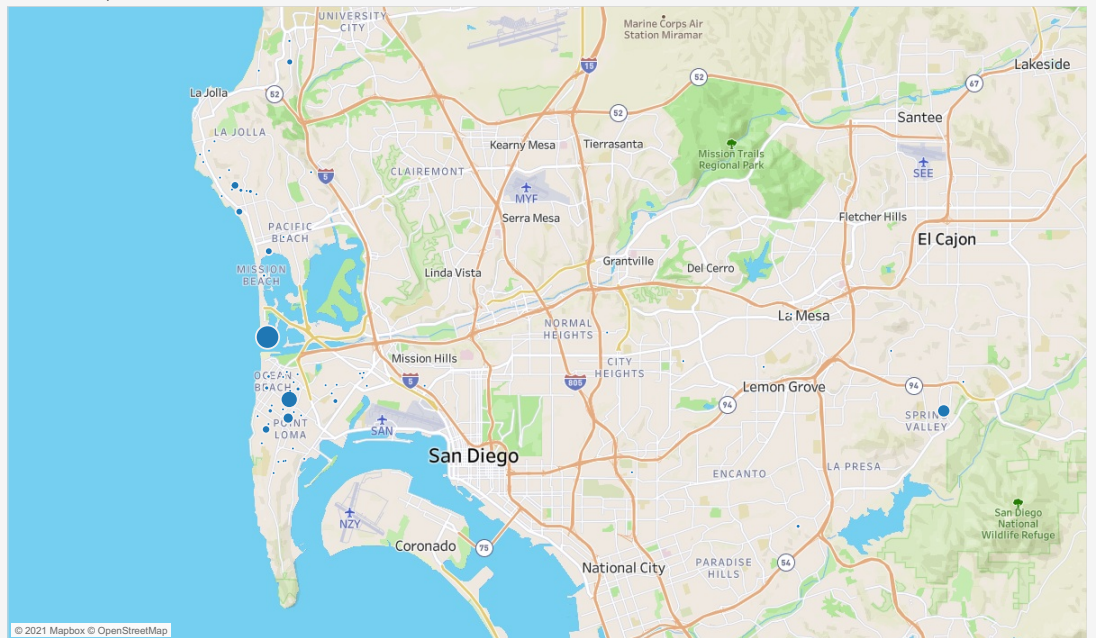 UNIVERSITY
CITY
Marine Corps Air
Station Miramar
15
Lakeside
52
67
La Jolla
52
52
Santee
LA JOLLA
Kearny Mesa
Tierrasanta
Mission Trails
Regional Park
SEE
5
CLAIREMONT
MYF
Serra Mesa
Fletcher Hills
PACIFIC
BEACH
El Cajon
Grantville
Del Cerro
MISSION
BEACH
Linda Vista
La Mesa
NORMAL
HEIGHTS
Mission Hills
CITY
HEIGHTS
OCEAN
BEACH
5
805
Lemon Grove
94
94
SPRING
VALLEY
POINT
LOMA
SAN
San Diego
ENCANTO
LA PRESA
NZY
San Diego
National
Wildlife Refuge
Coronado
75
National City
PARADISE
HILLS
54
© 2021 Mapbox © OpenStreetMap